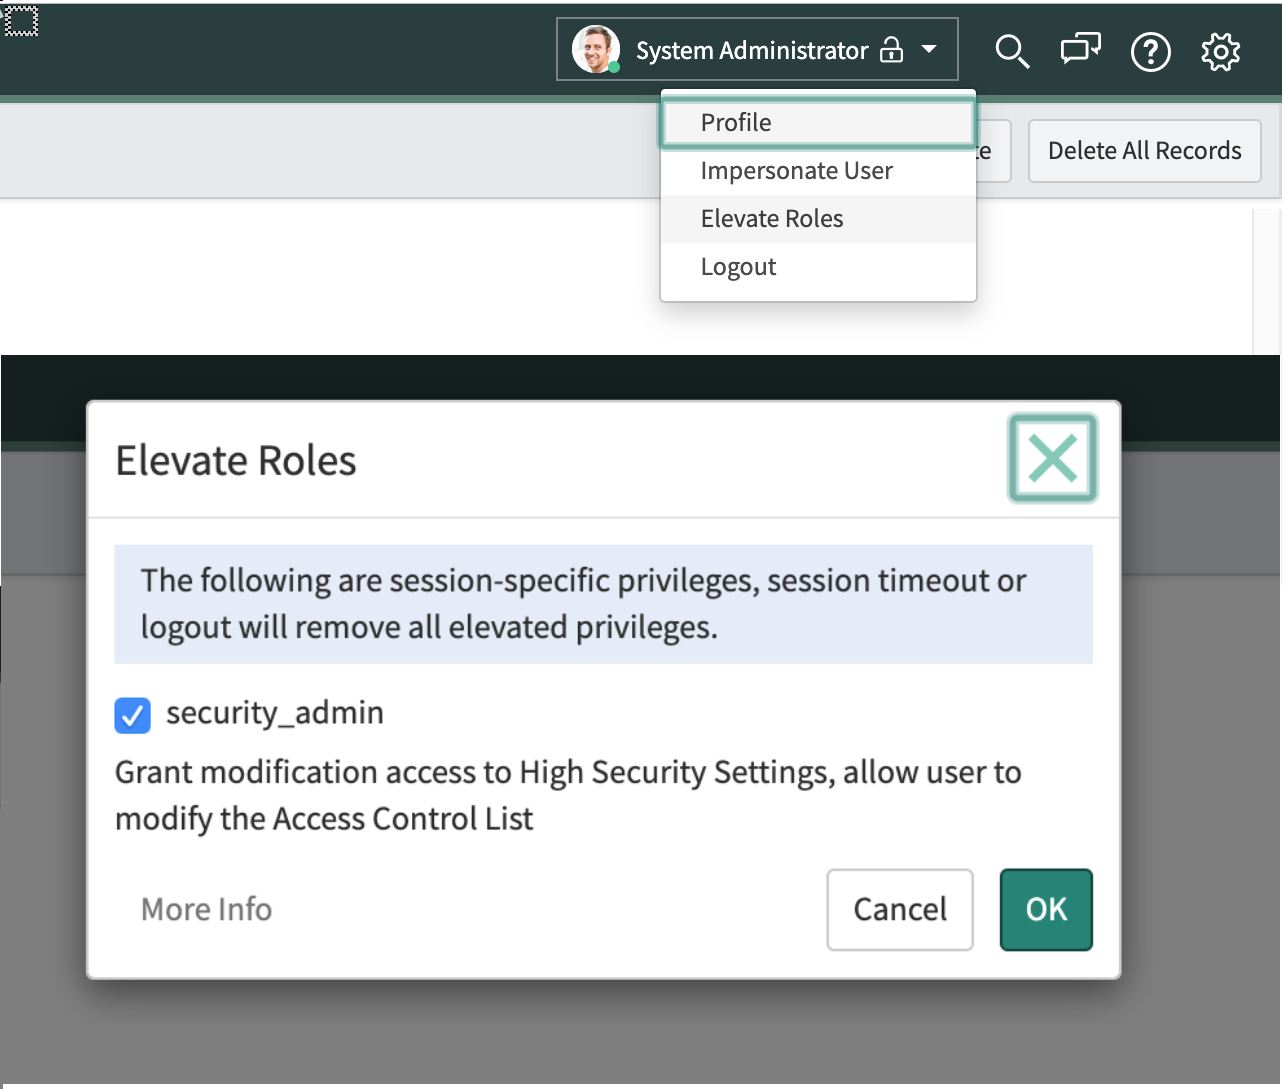 System Administrator
Profile
te
Delete All Records
Impersonate User
Elevate Roles
Logout
Elevate Roles
The following are session-specific privileges, session timeout or
logout will remove all elevated privileges.
security_admin
Grant modification access to High Security Settings, allow user to
modify the Access Control List
More Info
Cancel
OK